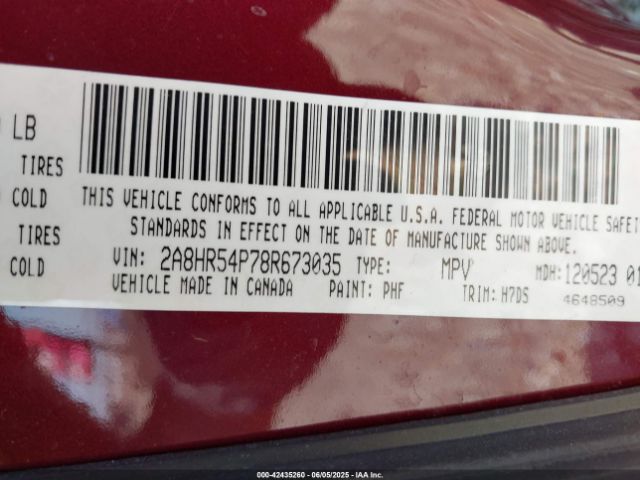 LB
TIRES
COLD
TIRES
COLD
THIS VEHICLE CONFORMS TO ALL APPLICABLE U.S.A. FEDERAL MOTOR VEHICLE SAFET
STANDARDS IN EFFECT ON THE DATE OF MANUFACTURE SHOWN ABOVE.
VIN: 2A8HR54P78R673035 TYPE: MPV MDH: 120523 01
VEHICLE MADE IN CANADA PAINT: PHF TRIM: H7DS 4648509
000-42435260 - 06/05/2025 - IAA Inc.